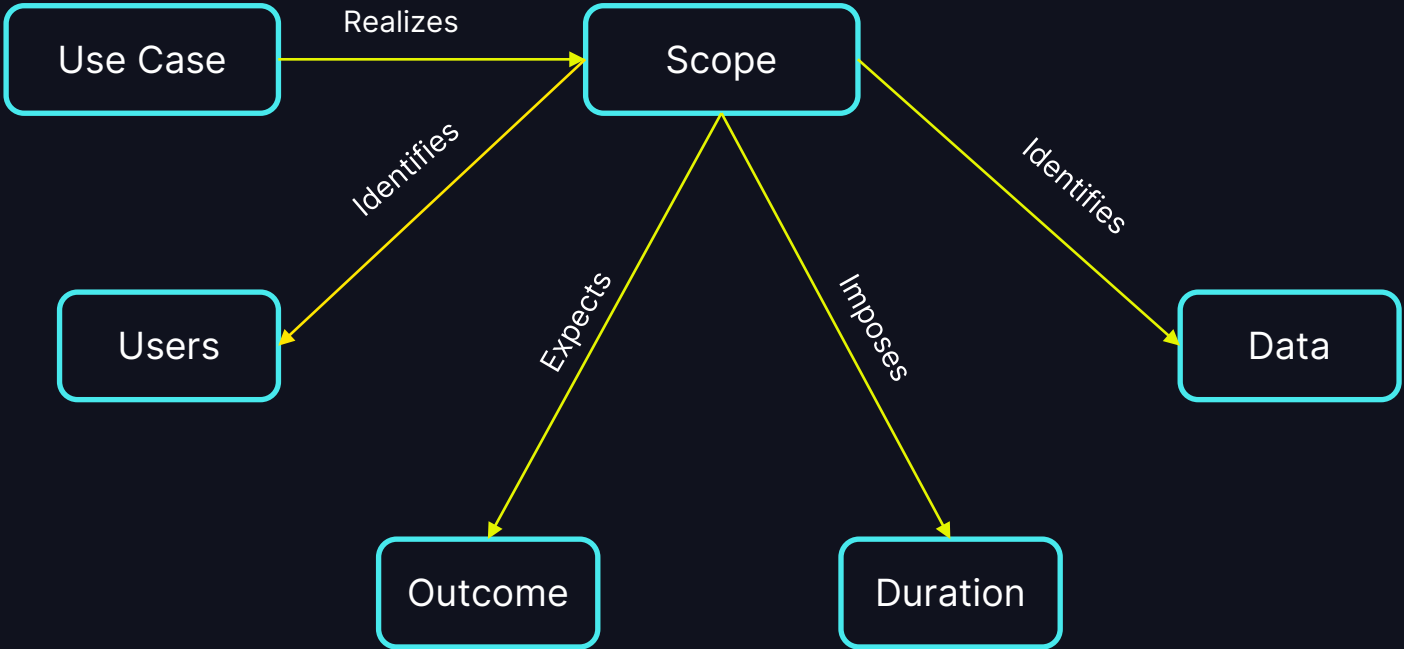 Realizes
Use Case
Scope
Identifies
Identifies
Expects
Imposes
Users
Data
Outcome
Duration